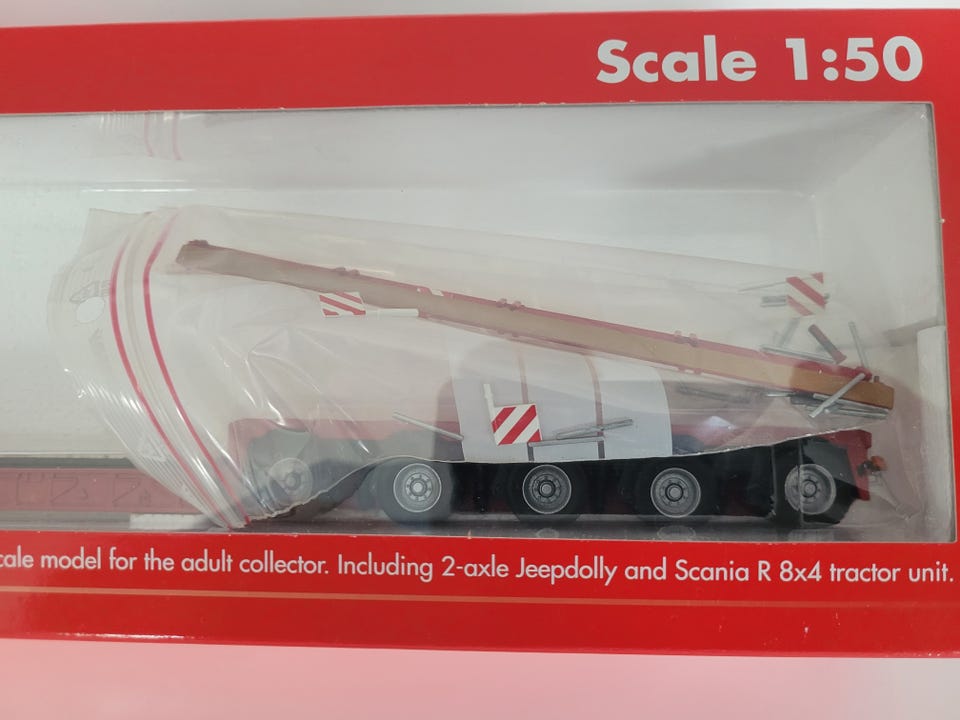 Scale 1:50
cale model for the adult collector. Including 2-axle Jeepdolly and Scania R 8x4 tractor unit.